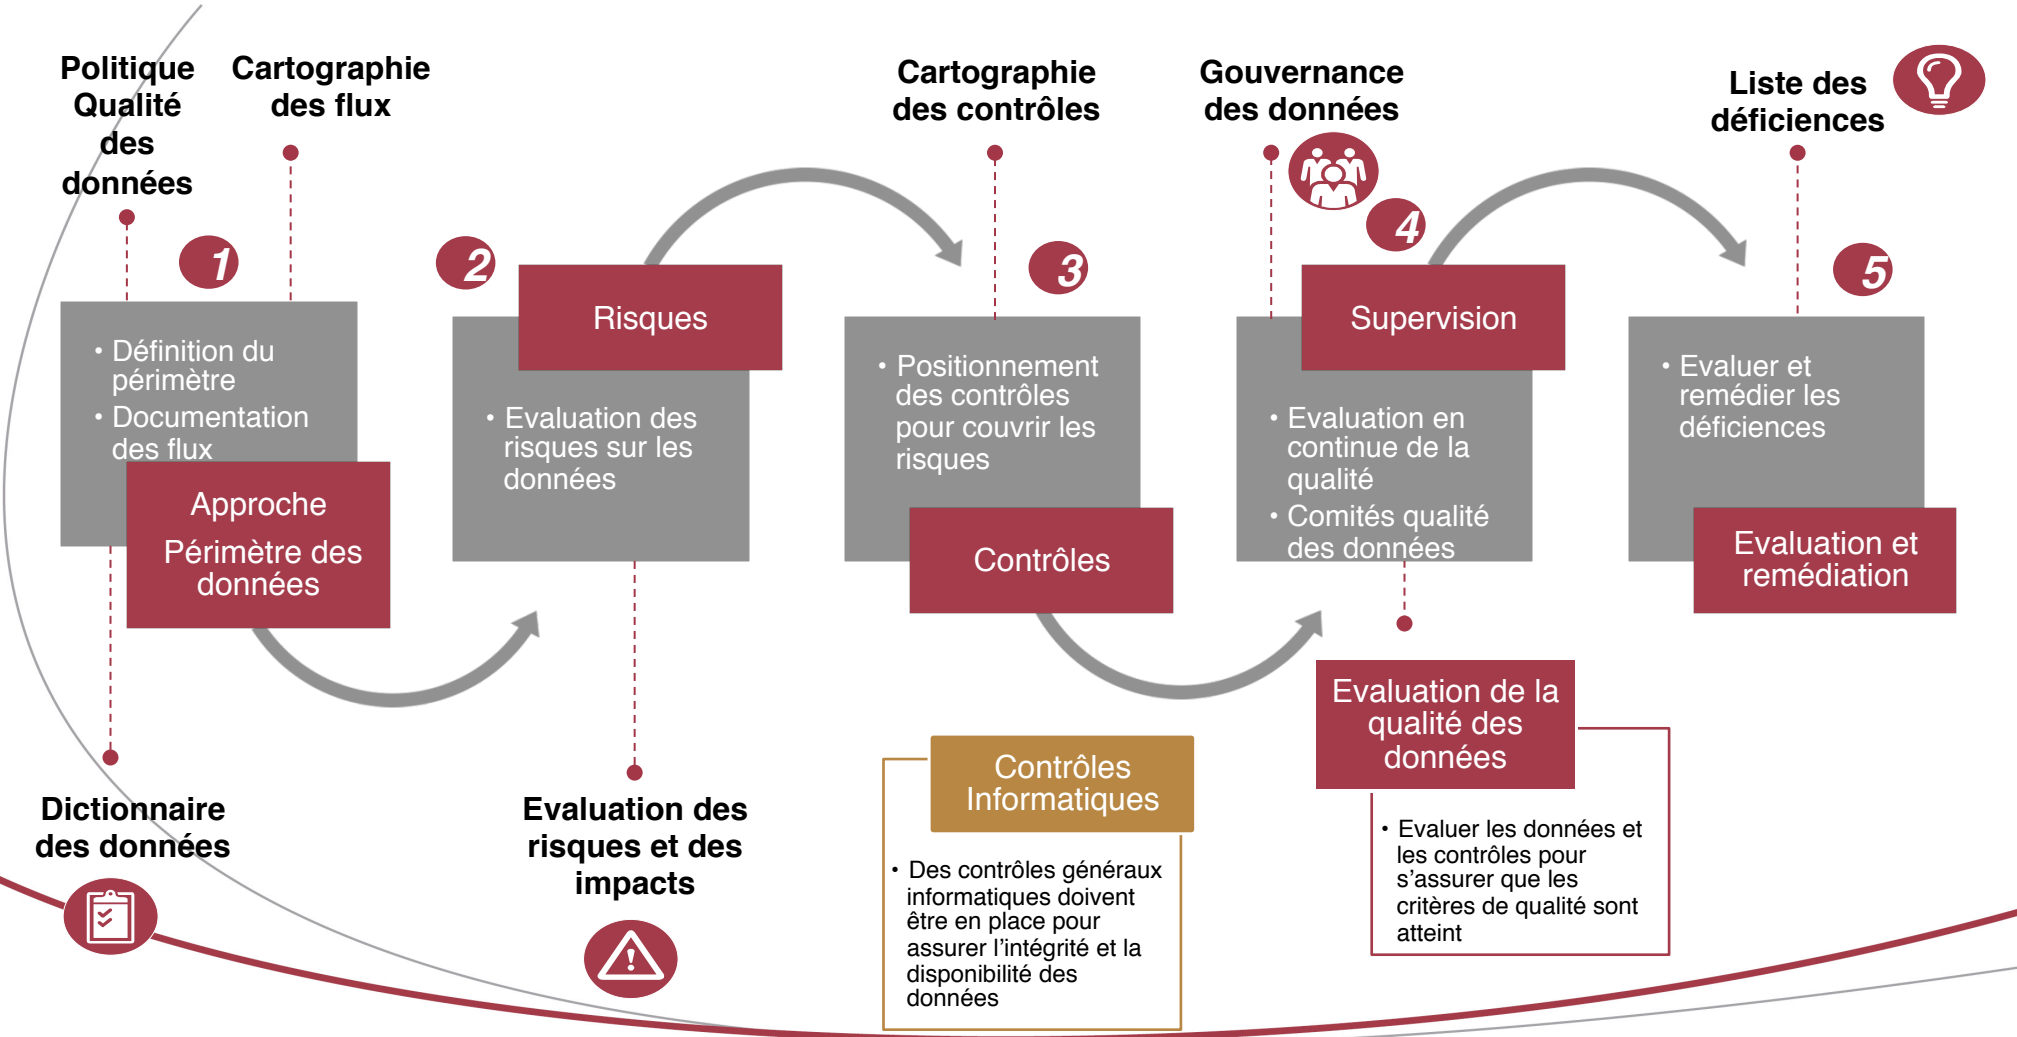 Politique
Qualité
des
données
Cartographie
des flux
1
• Définition du
périmètre
• Documentation
des flux
Approche
Périmètre des
données
Dictionnaire
des données
2
Risques
• Evaluation des
risques sur les
données
Evaluation des
risques et des
impacts
Cartographie
des contrôles
3
• Positionnement
des contrôles
pour couvrir les
risques
Contrôles
Contrôles
Informatiques
• Des contrôles généraux
informatiques doivent
être en place pour
assurer l'intégrité et la
disponibilité des
données
Gouvernance
des données
4
Supervision
• Evaluation en
continue de la
qualité
• Comités qualité
des données
Evaluation de la
qualité des
données
• Evaluer les données et
les contrôles pour
s'assurer que les
critères de qualité sont
atteint
Liste des
déficiences
5
• Evaluer et
remédier les
déficiences
Evaluation et
remédiation